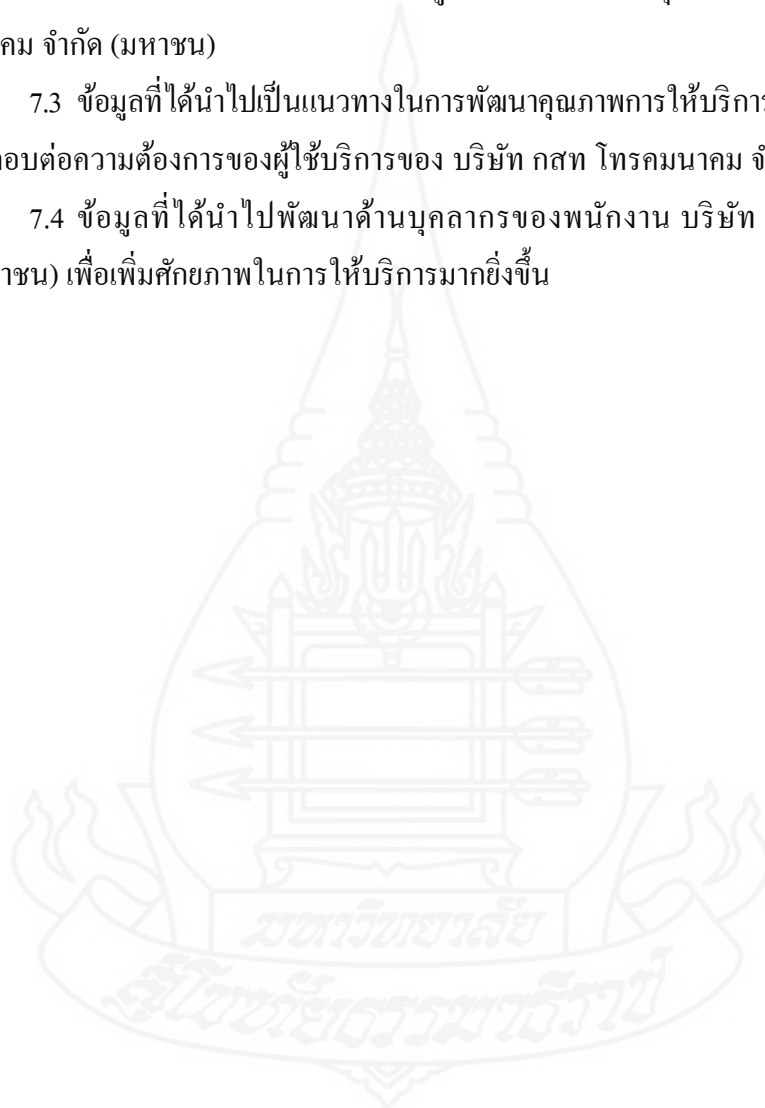 คม จำกัด (มหาชน)
7.3 ข้อมูลที่ได้นำไปเป็นแนวทางในการพัฒนาคุณภาพการให้บริการ
อบต่อความต้องการของผู้ใช้บริการของ บริษัท กสท โทรคมนาคม จำ
7.4 ข้อมูลที่ได้นำไปพัฒนาด้านบุคลากรของพนักงาน บริษัท
าชน) เพื่อเพิ่มศักยภาพในการให้บริการมากยิ่งขึ้น
มหาวิทยาลัย
สุโขทัยธรรมาธิราช